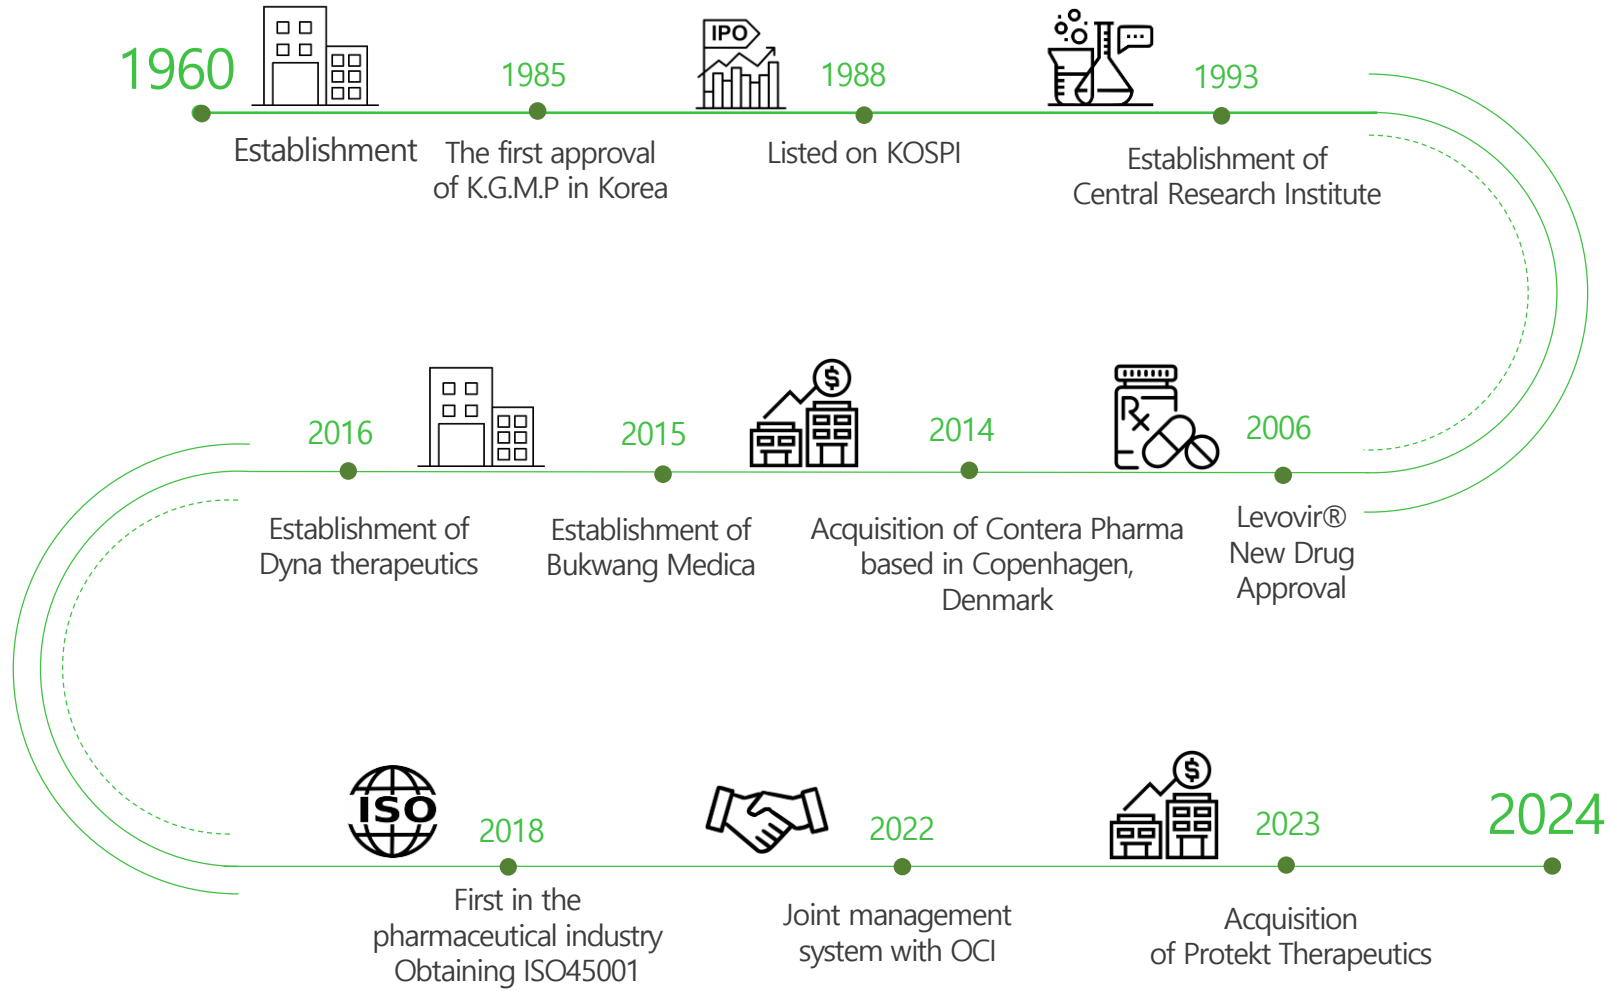 1960
Establishment
1985
The first approval
of K.G.M.P in Korea
IPO
1988
Listed on KOSPI
1993
Establishment of
Central Research Institute
2016
Establishment of
Dyna therapeutics
2015
Establishment of
Bukwang Medica
$
2014
Acquisition of Contera Pharma
based in Copenhagen,
Denmark
Rx
2006
Levovir®
New Drug
Approval
ISO
2018
First in the
pharmaceutical industry
Obtaining ISO45001
2022
Joint management
system with OCI
$
2023
Acquisition
of Protekt Therapeutics
2024